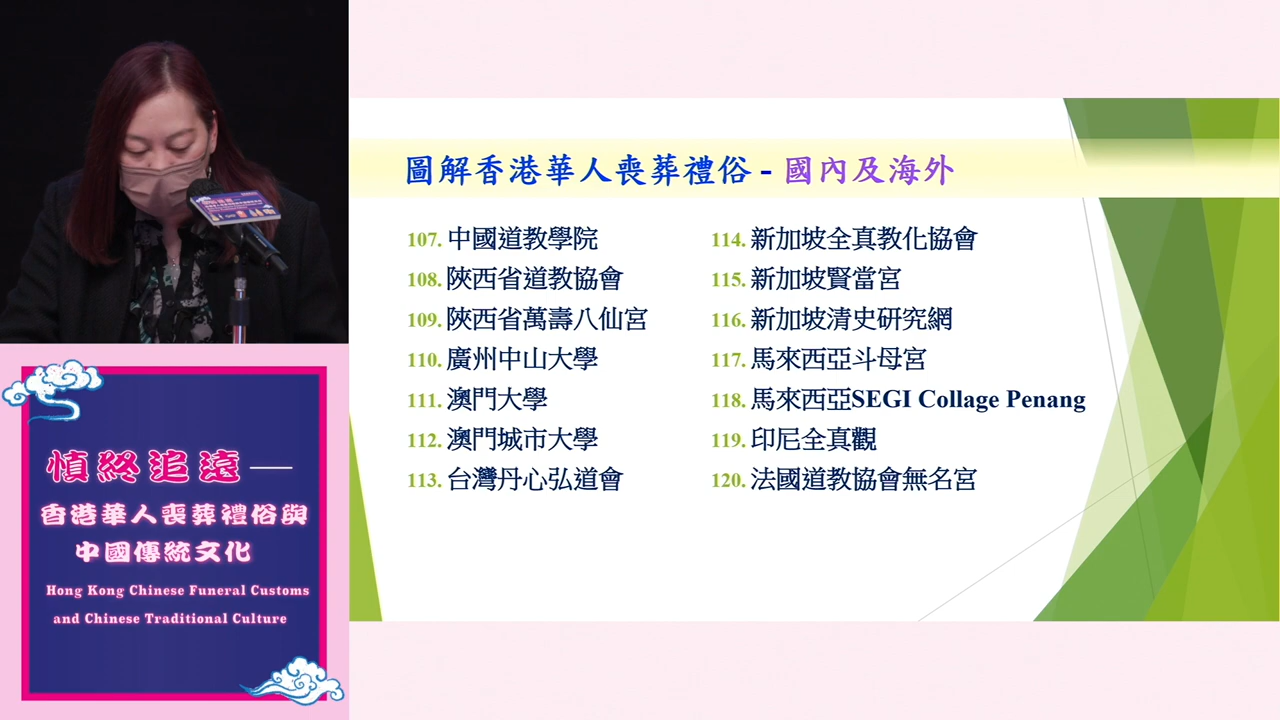 圖解香港華人喪葬禮俗 - 國內及海外
107. 中國道教學院
108. 陝西省道教協會
109. 陝西省萬壽八仙宮
110. 廣州中山大學
111. 澳門大學
112. 澳門城市大學
113. 台灣丹心弘道會
114. 新加坡全真教化協會
115. 新加坡賢當宮
116. 新加坡清史研究網
117. 馬來西亞斗母宮
118. 馬來西亞SEGI Collage Penang
119. 印尼全真觀
120. 法國道教協會無名宮
慎終追遠——
香港華人喪葬禮俗與
中國傳統文化
Hong Kong Chinese Funeral Customs
and Chinese Traditional Culture